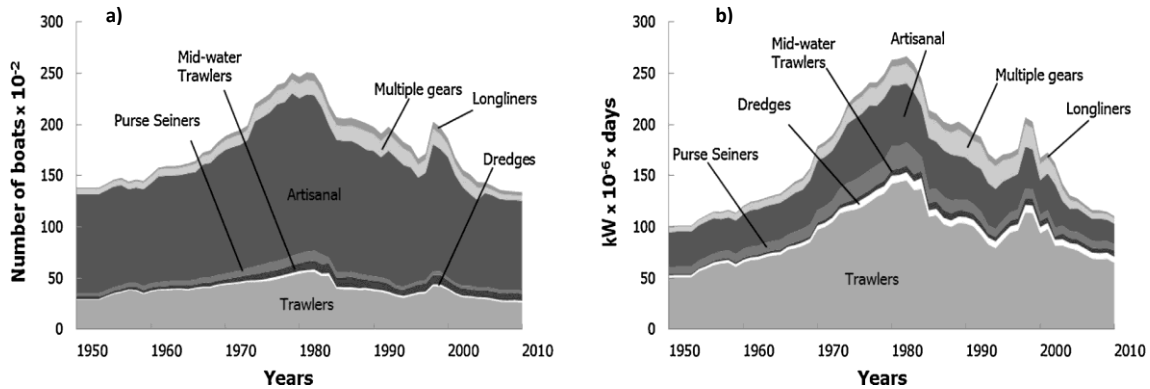 a)
Number of boats x 10-2
300
250
200
150
100
50
0
Mid-water
Trawlers
Purse Seiners
Multiple gears
Longliners
Dredges
Artisanal
Trawlers
1950 1960 1970 1980 1990 2000 2010
Years
b)
kW x 10-6 x days
300
250
200
150
100
50
0
Mid-water
Trawlers
Artisanal
Dredges
Multiple gears
Purse Seiners
Longliners
Trawlers
1950 1960 1970 1980 1990 2000 2010
Years